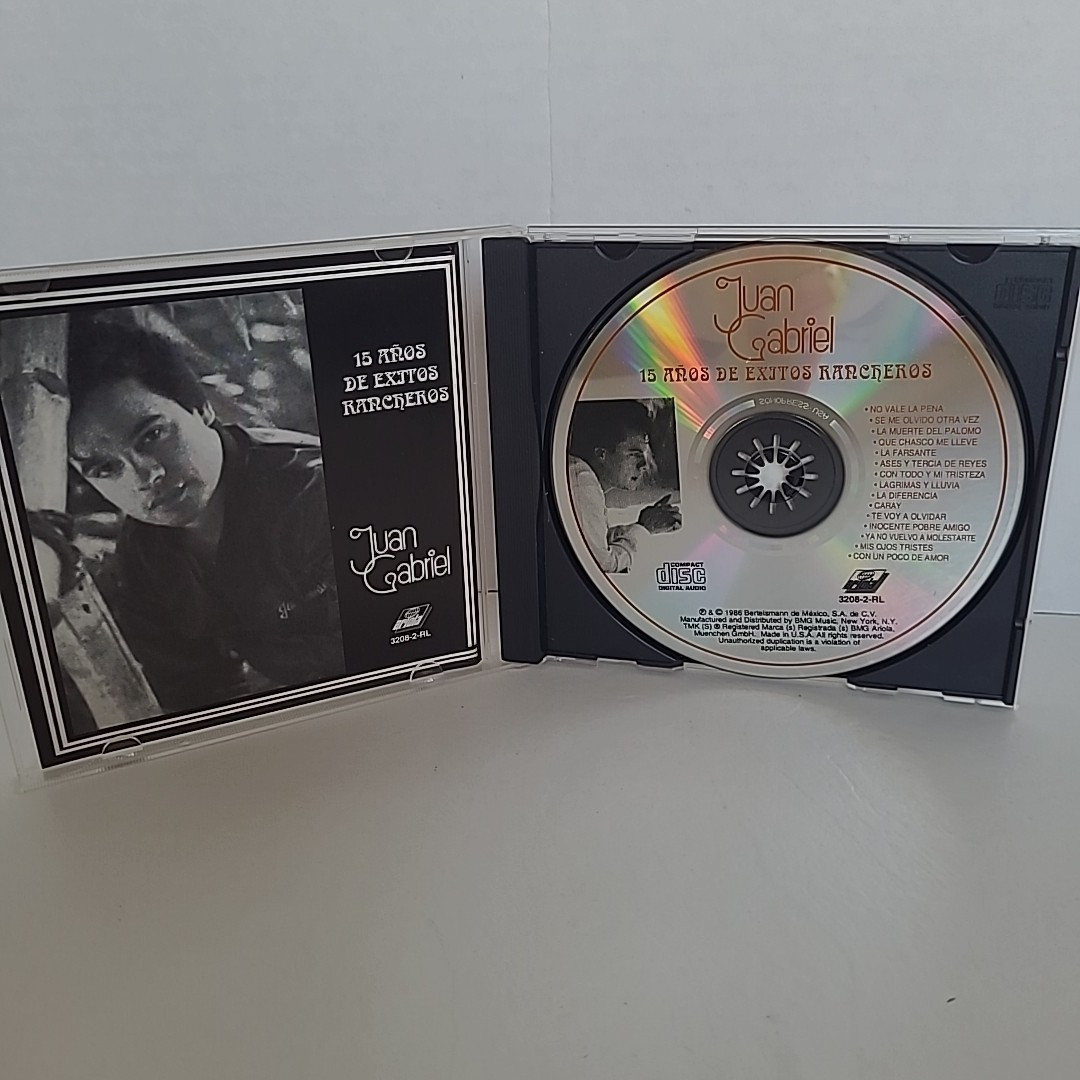 15 AÑOS
DE EXITOS
RANCHEROS
Juan
Gabriel
3208-2-RL
Juan
Gabriel
15 AÑOS DE EXITOS RANCHEROS
• NO VALE LA PENA
• SE ME OLVIDO OTRA VEZ
• LA MUERTE DEL PALOMO
• QUE CHASCO ME LLEVE
• LA FARSANTE
• ASES Y TERCIA DE REYES
• CON TODO Y MI TRISTEZA
• LAGRIMAS Y LLUVIA
• LA DIFERENCIA
• CARAY
• TE VOY A OLVIDAR
• INOCENTE POBRE AMIGO
• YA NO VUELVO A MOLESTARTE
• MIS OJOS TRISTES
• CON UN POCO DE AMOR
COMPACT
disc
DIGITAL AUDIO
3208-2-RL
℗ & © 1986 Bertelsmann de México, S.A. de C.V.
Manufactured and Distributed by BMG Music, New York, N.Y.
TMK (S) ® Registered Marca (s) Registrada (s) BMG Ariola,
Muenchen GmbH. Made in U.S.A. All rights reserved.
Unauthorized duplication is a violation of
applicable laws.